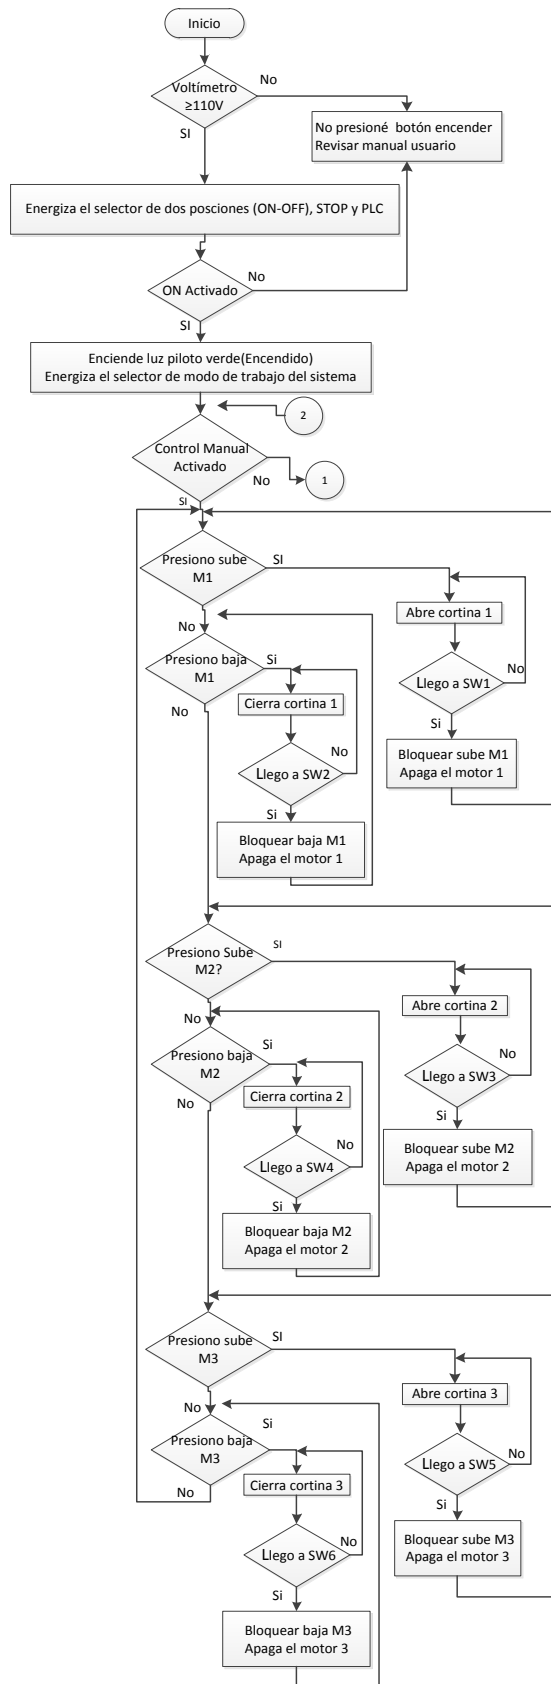 Inicio
Voltímetro
≥110V
No
SI
No presioné botón encender
Revisar manual usuario
Energiza el selector de dos posciones (ON-OFF), STOP y PLC
ON Activado
No
SI
Enciende luz piloto verde(Encendido)
Energiza el selector de modo de trabajo del sistema
2
Control Manual
Activado
No
1
SI
Presiono sube
M1
SI
Abre cortina 1
No
Llego a SW1
No
Si
Bloquear sube M1
Apaga el motor 1
Presiono baja
M1
Si
Cierra cortina 1
No
Llego a SW2
No
Si
Bloquear baja M1
Apaga el motor 1
Presiono Sube
M2?
SI
Abre cortina 2
No
Llego a SW3
No
Si
Bloquear sube M2
Apaga el motor 2
Presiono baja
M2
Si
Cierra cortina 2
No
Llego a SW4
No
Si
Bloquear baja M2
Apaga el motor 2
Presiono sube
M3
SI
Abre cortina 3
No
Llego a SW5
No
Si
Bloquear sube M3
Apaga el motor 3
Presiono baja
M3
Si
Cierra cortina 3
No
Llego a SW6
No
Si
Bloquear baja M3
Apaga el motor 3